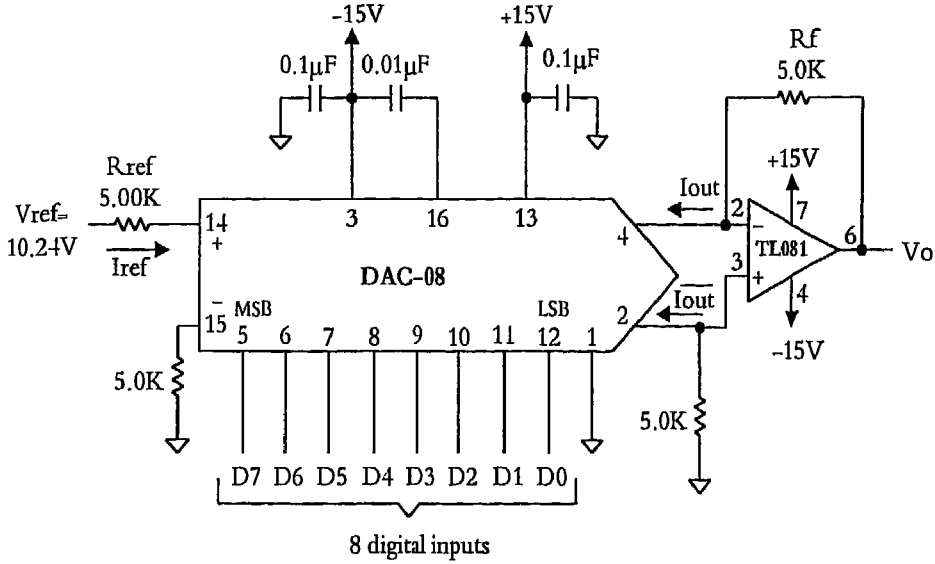 −15V
+15V
0.1µF
0.01µF
0.1µF
Rf
5.0K
Rref
5.00K
Vref=
10.24V
Iref
14
+
3
16
13
4
Iout
2
−
+15V
7
TL081
6
Vo
3
+
4
−15V
DAC-08
Iout
2
−
15
MSB
LSB
5
6
7
8
9
10
11
12
1
5.0K
5.0K
D7
D6
D5
D4
D3
D2
D1
D0
8 digital inputs